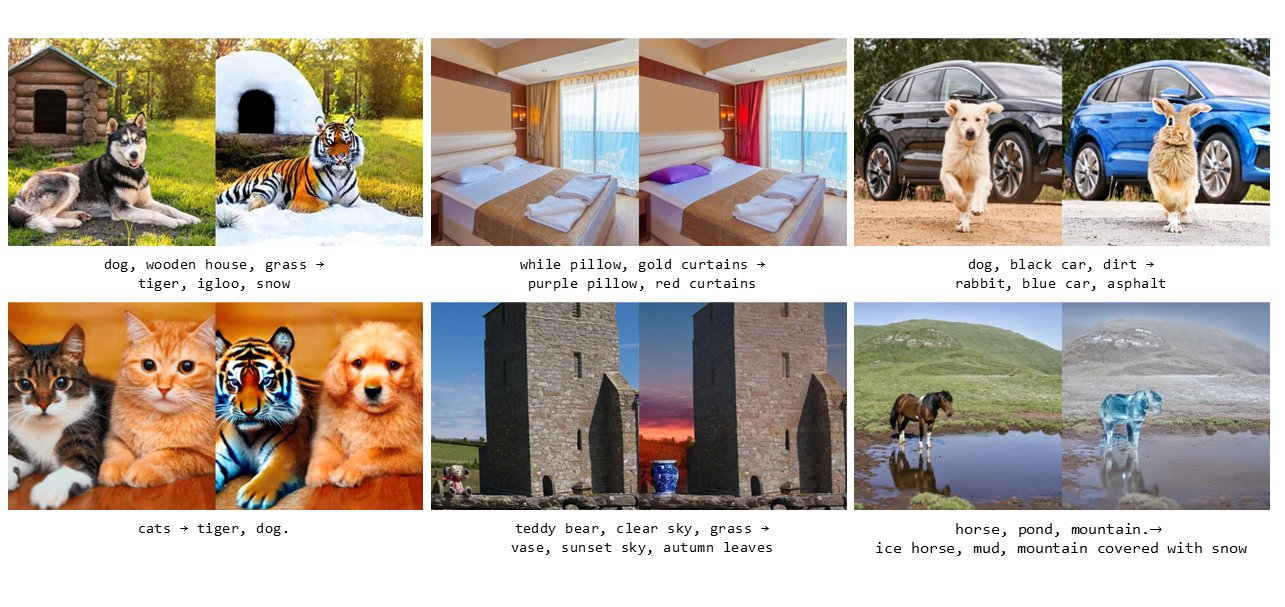 dog, wooden house, grass →
tiger, igloo, snow
while pillow, gold curtains →
purple pillow, red curtains
dog, black car, dirt →
rabbit, blue car, asphalt
cats → tiger, dog.
teddy bear, clear sky, grass →
vase, sunset sky, autumn leaves
horse, pond, mountain.→
ice horse, mud, mountain covered with snow